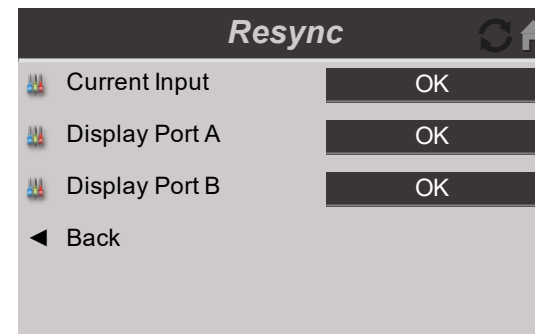 Resync
Current Input OK
Display Port A OK
Display Port B OK
Back